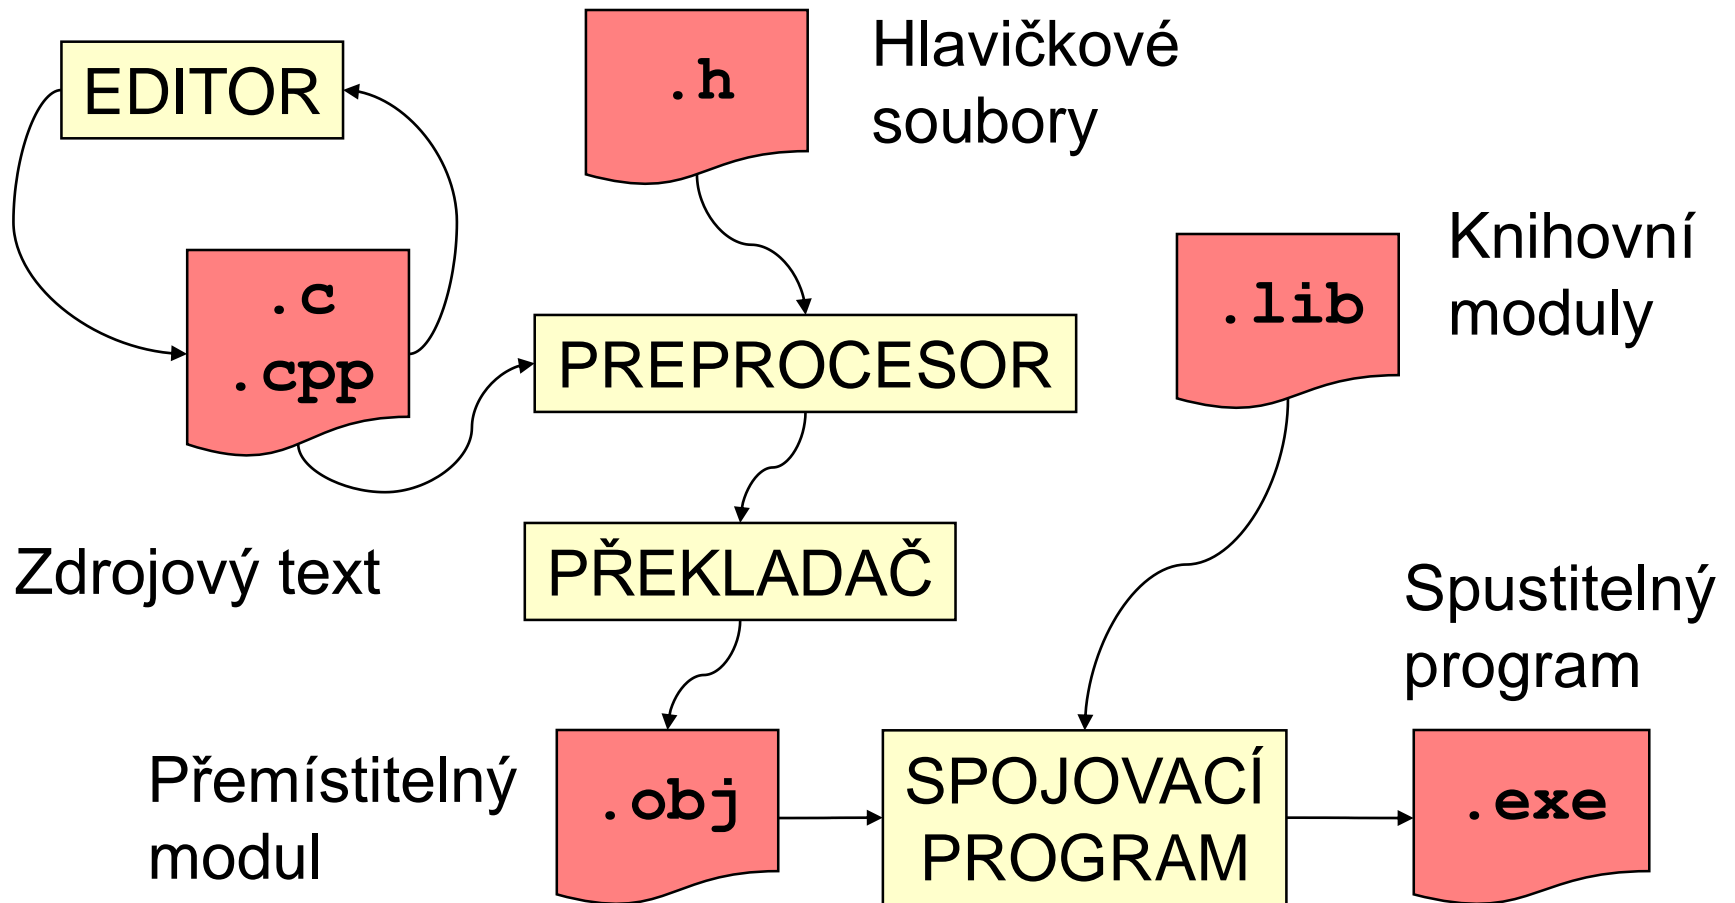 EDITOR
.h
Hlavičkové
soubory
.c
.cpp
Zdrojový text
PREPROCESOR
.lib
Knihovní
moduly
PŘEKLADAČ
Přemístitelný
modul
.obj
SPOJOVACÍ
PROGRAM
Spustitelný
program
.exe